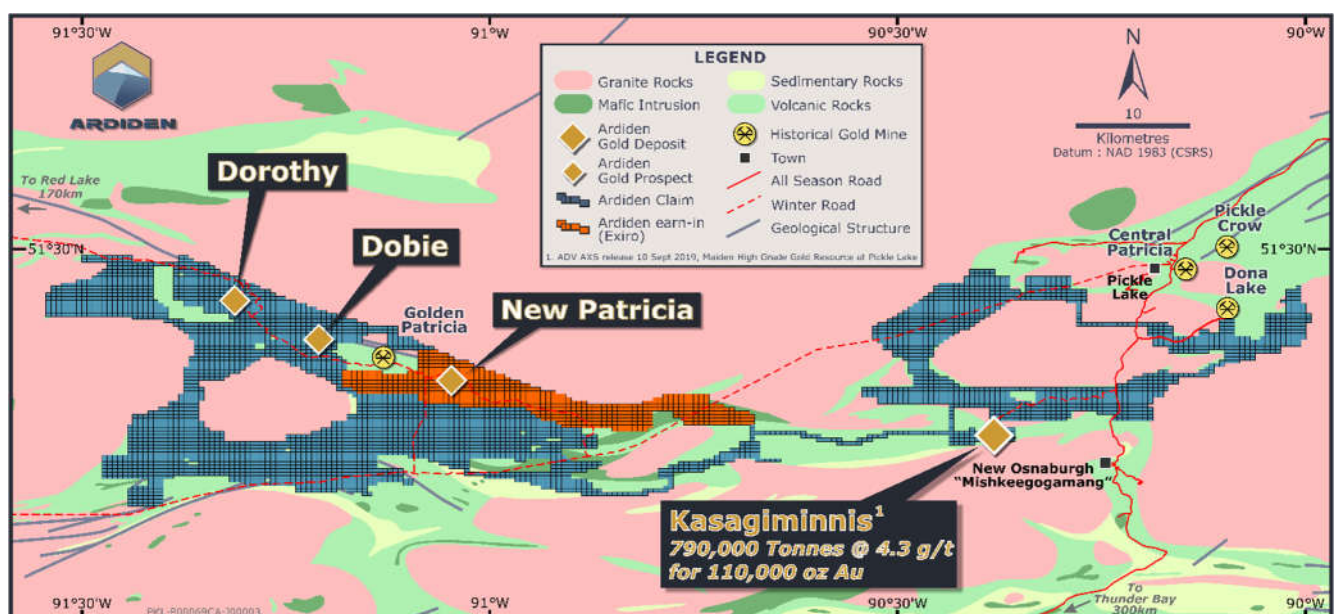 91°30'W
91°W
90°30'W
90°W
ARDIDEN
LEGEND
Granite Rocks
Sedimentary Rocks
Mafic Intrusion
Volcanic Rocks
Ardiden
Gold Deposit
Historical Gold Mine
Ardiden
Gold Prospect
Town
All Season Road
Ardiden Claim
Winter Road
Ardiden earn-in
(Exiro)
Geological Structure
1. ADV AXS release 10 Sept 2019, Maiden High Grade Gold Resource at Pickle Lake
N
10
Kilometres
Datum : NAD 1983 (CSRS)
To Red Lake
170km
Dorothy
Dobie
New Patricia
Golden
Patricia
51°30'N
51°30'N
Central
Patricia
Pickle
Crow
Pickle
Lake
Dona
Lake
New Osnaburgh
"Mishkeegogamang"
Kasagiminnis1
790,000 Tonnes @ 4.3 g/t
for 110,000 oz Au
To
Thunder Bay
300km
91°30'W
91°W
90°30'W
90°W